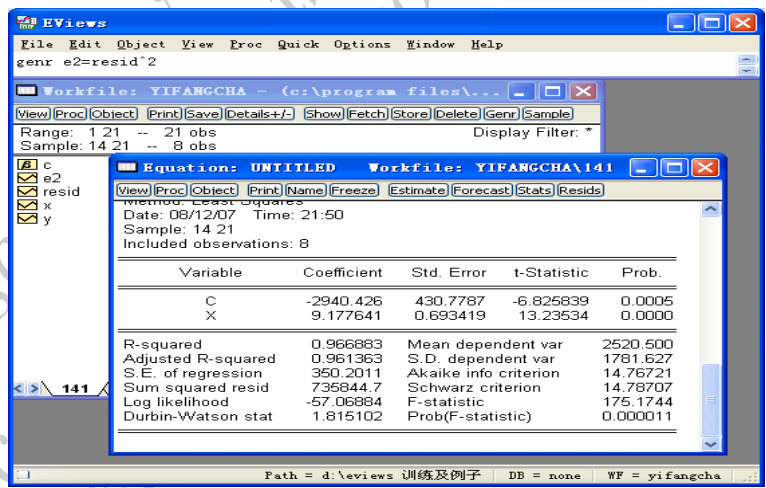 EViews
File Edit Object View Proc Quick Options Window Help
genr e2=resid^2
Workfile: YIFANGCHA - (c:\program files\...
View Proc Object Print Save Details+/- Show Fetch Store Delete Genr Sample
Range: 1 21 -- 21 obs Display Filter: *
Sample: 14 21 -- 8 obs
c
e2
resid
x
y
141
Equation: UNTITLED Workfile: YIFANGCHA\141
View Proc Object Print Name Freeze Estimate Forecast Stats Resids
Method: Least Squares
Date: 08/12/07 Time: 21:50
Sample: 14 21
Included observations: 8
Variable Coefficient Std. Error t-Statistic Prob.
C -2940.426 430.7787 -6.825839 0.0005
X 9.177641 0.693419 13.23534 0.0000
R-squared 0.966883 Mean dependent var 2520.500
Adjusted R-squared 0.961363 S.D. dependent var 1781.627
S.E. of regression 350.2011 Akaike info criterion 14.76721
Sum squared resid 735844.7 Schwarz criterion 14.78707
Log likelihood -57.06884 F-statistic 175.1744
Durbin-Watson stat 1.815102 Prob(F-statistic) 0.000011
Path = d:\eviews 训练及例子 DB = none WF = yifangcha